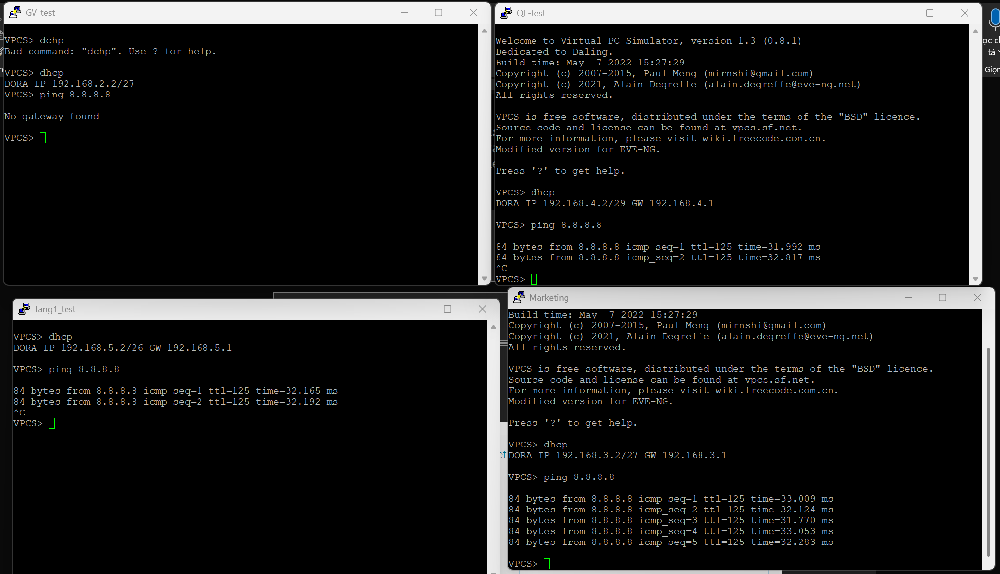 GV-test
VPCS> dchp
Bad command: "dchp". Use ? for help.
VPCS> dhcp
DORA IP 192.168.2.2/27
VPCS> ping 8.8.8.8
No gateway found
VPCS>
QL-test
Welcome to Virtual PC Simulator, version 1.3 (0.8.1)
Dedicated to Daling.
Build time: May  7 2022 15:27:29
Copyright (c) 2007-2015, Paul Meng (mirnshi@gmail.com)
Copyright (c) 2021, Alain Degreffe (alain.degreffe@eve-ng.net)
All rights reserved.
VPCS is free software, distributed under the terms of the "BSD" licence.
Source code and license can be found at vpcs.sf.net.
For more information, please visit wiki.freecode.com.cn.
Modified version for EVE-NG.
Press '?' to get help.
VPCS> dhcp
DORA IP 192.168.4.2/29 GW 192.168.4.1
VPCS> ping 8.8.8.8
84 bytes from 8.8.8.8 icmp_seq=1 ttl=125 time=31.992 ms
84 bytes from 8.8.8.8 icmp_seq=2 ttl=125 time=32.817 ms
^C
VPCS>
tả
Tang1_test
VPCS> dhcp
DORA IP 192.168.5.2/26 GW 192.168.5.1
VPCS> ping 8.8.8.8
84 bytes from 8.8.8.8 icmp_seq=1 ttl=125 time=32.165 ms
84 bytes from 8.8.8.8 icmp_seq=2 ttl=125 time=32.192 ms
^C
VPCS>
Marketing
Build time: May  7 2022 15:27:29
Copyright (c) 2007-2015, Paul Meng (mirnshi@gmail.com)
Copyright (c) 2021, Alain Degreffe (alain.degreffe@eve-ng.net)
All rights reserved.
VPCS is free software, distributed under the terms of the "BSD" licence.
Source code and license can be found at vpcs.sf.net.
For more information, please visit wiki.freecode.com.cn.
Modified version for EVE-NG.
Press '?' to get help.
VPCS> dhcp
DORA IP 192.168.3.2/27 GW 192.168.3.1
VPCS> ping 8.8.8.8
84 bytes from 8.8.8.8 icmp_seq=1 ttl=125 time=33.009 ms
84 bytes from 8.8.8.8 icmp_seq=2 ttl=125 time=32.124 ms
84 bytes from 8.8.8.8 icmp_seq=3 ttl=125 time=31.770 ms
84 bytes from 8.8.8.8 icmp_seq=4 ttl=125 time=33.053 ms
84 bytes from 8.8.8.8 icmp_seq=5 ttl=125 time=32.283 ms
VPCS>